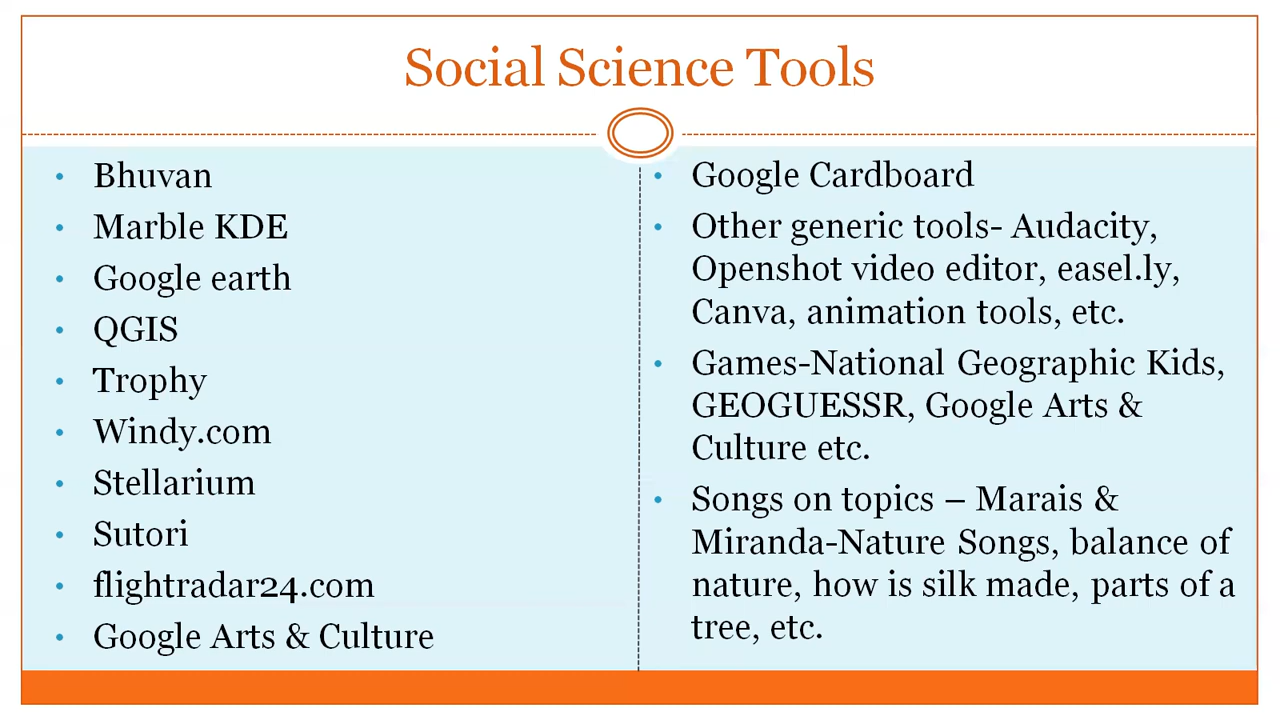 Social Science Tools
Bhuvan
Marble KDE
Google earth
QGIS
Trophy
Windy.com
Stellarium
Sutori
flightradar24.com
Google Arts & Culture
Google Cardboard
Other generic tools- Audacity,
Openshot video editor, easel.ly,
Canva, animation tools, etc.
Games-National Geographic Kids,
GEOGUESSR, Google Arts &
Culture etc.
Songs on topics – Marais &
Miranda-Nature Songs, balance of
nature, how is silk made, parts of a
tree, etc.